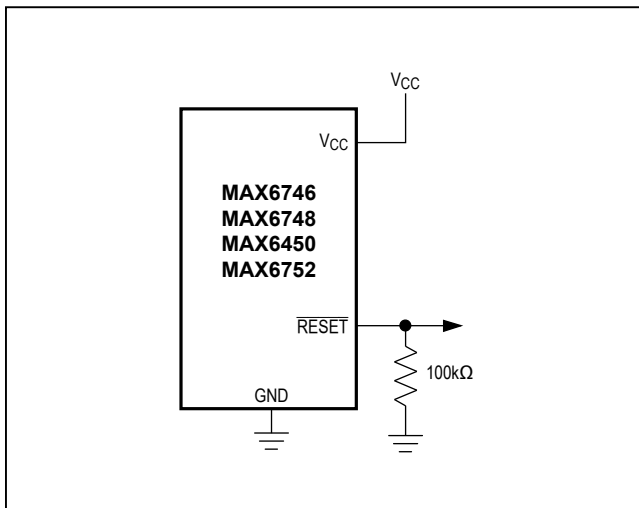 VCC
VCC
MAX6746
MAX6748
MAX6450
MAX6752
RESET
100kΩ
GND